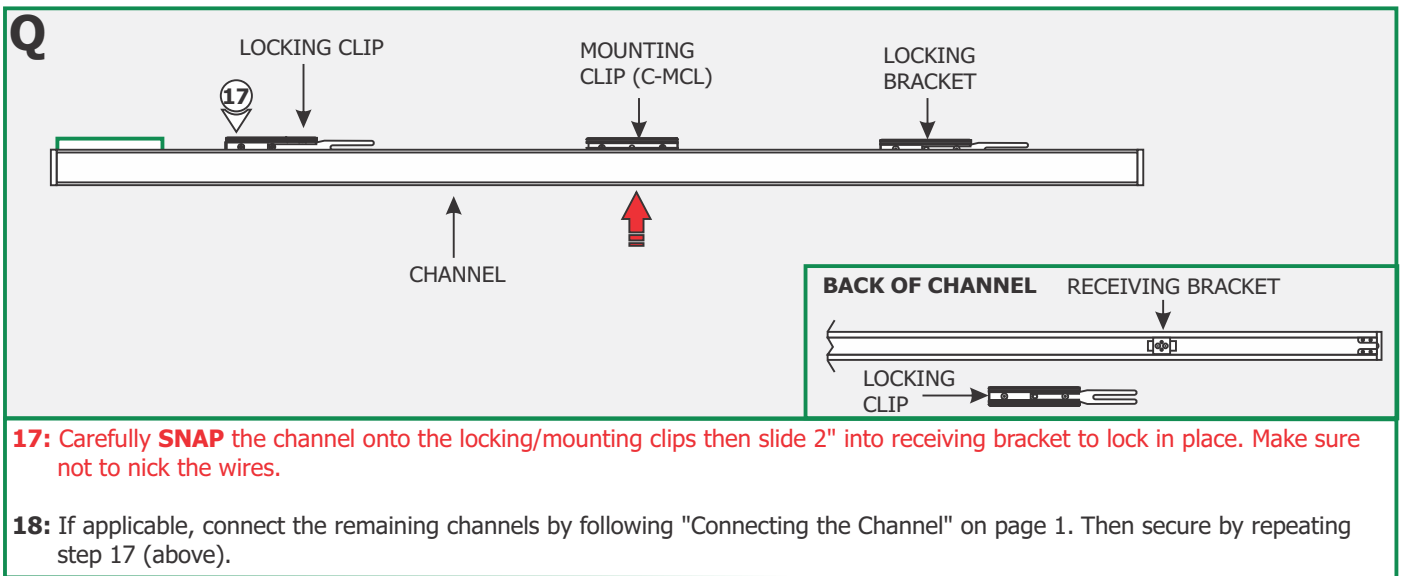 Q
LOCKING CLIP
MOUNTING
CLIP (C-MCL)
LOCKING
BRACKET
17
CHANNEL
BACK OF CHANNEL
RECEIVING BRACKET
LOCKING
CLIP
17: Carefully SNAP the channel onto the locking/mounting clips then slide 2" into receiving bracket to lock in place. Make sure
not to nick the wires.
18: If applicable, connect the remaining channels by following "Connecting the Channel" on page 1. Then secure by repeating
step 17 (above).